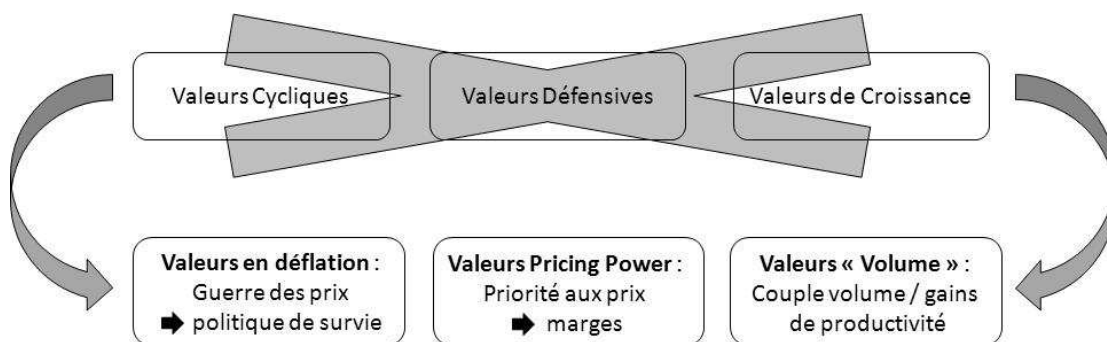 Valeurs Cycliques
Valeurs Défensives
Valeurs de Croissance
Valeurs en déflation :
Guerre des prix
➡ politique de survie
Valeurs Pricing Power :
Priorité aux prix
➡ marges
Valeurs « Volume » :
Couple volume / gains
de productivité